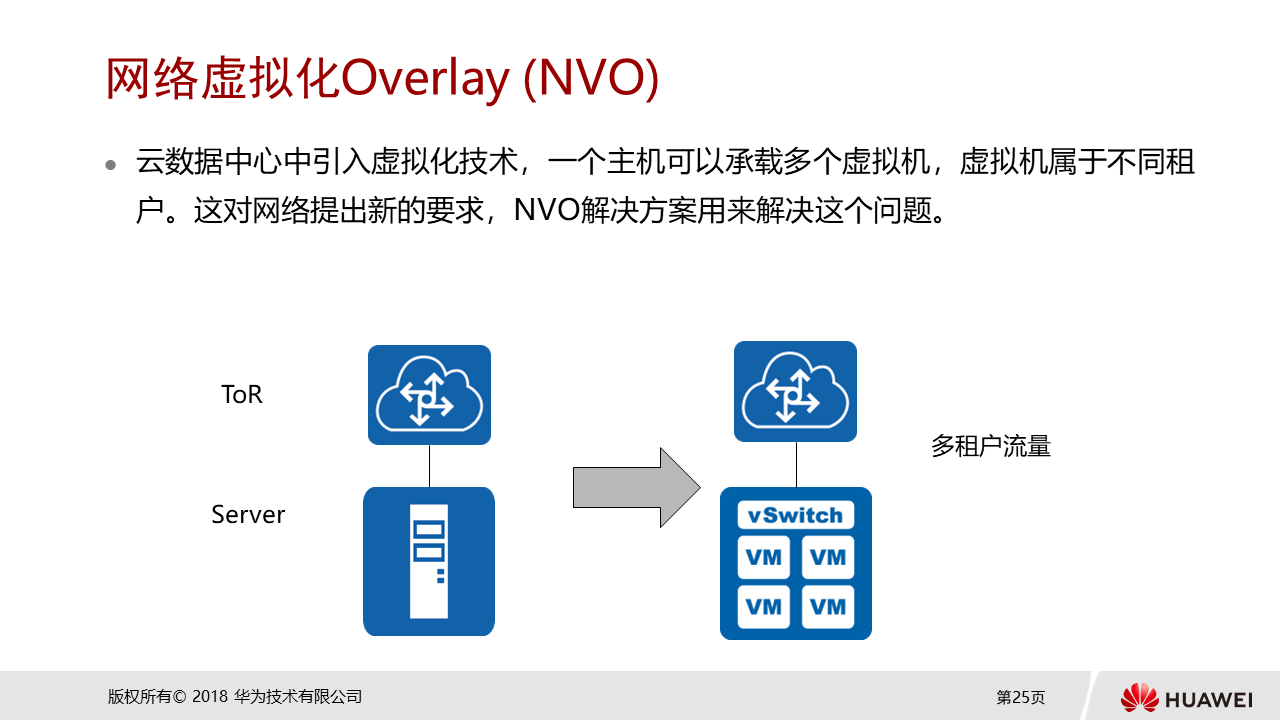 网络虚拟化Overlay (NVO)
云数据中心中引入虚拟化技术，一个主机可以承载多个虚拟机，虚拟机属于不同租
户。这对网络提出新的要求，NVO解决方案用来解决这个问题。
ToR
多租户流量
Server
vSwitch
VM VM
VM VM
版权所有© 2018 华为技术有限公司
第25页
HUAWEI